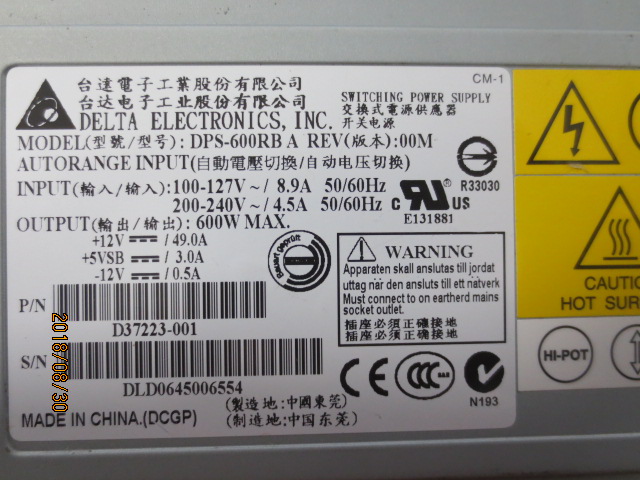 CM-1
台達電子工業股份有限公司
台达电子工业股份有限公司
DELTA ELECTRONICS, INC.
SWITCHING POWER SUPPLY
交換式電源供應器
开关电源
MODEL(型號/型号): DPS-600RB A REV(版本):00M
AUTORANGE INPUT(自動電壓切換/自动电压切换)
INPUT(輸入/输入):100-127V~/ 8.9A 50/60Hz
200-240V~/ 4.5A 50/60Hz
R33030
C UR US
E131881
OUTPUT(輸出/输出): 600W MAX.
+12V / 49.0A
+5VSB / 3.0A
-12V / 0.5A
Bauart geprüft
WARNING
Apparaten skall anslutas till jordat
uttag när den ansluts till ett nätverk
Must connect to on eartherd mains
socket outlet.
插座必須正確接地
插座必须正确接地
P/N
D37223-001
S/N
DLD0645006554
CE
CCC
N193
MADE IN CHINA.(DCGP)
(製造地:中國東莞)
(制造地:中国东莞)
CAUTIO
HOT SUR
HI-POT
2018/08/30